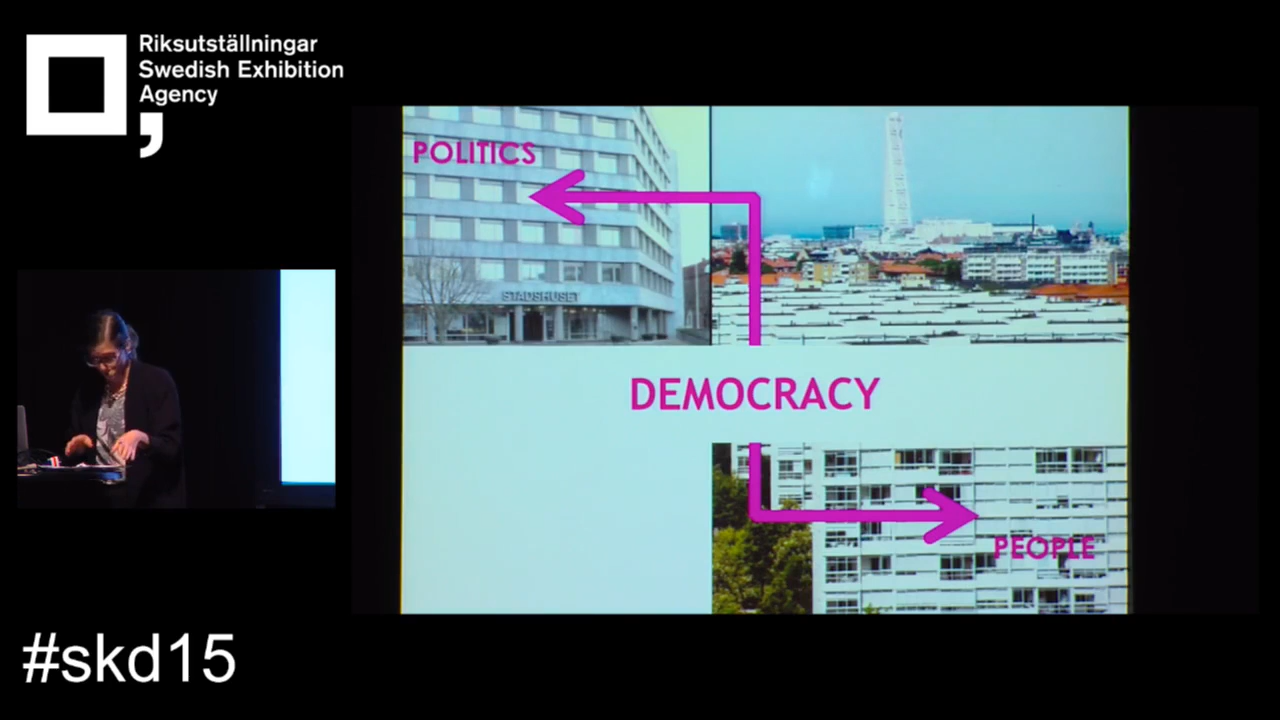 Riksutställningar
Swedish Exhibition
Agency
POLITICS
STADSHUSET
DEMOCRACY
PEOPLE
#skd15